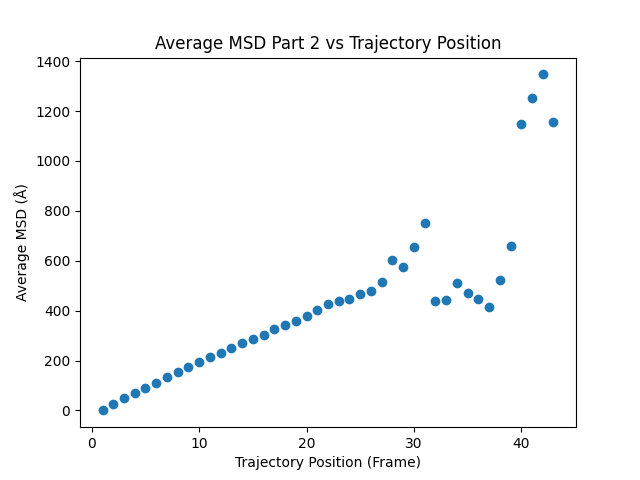 Average MSD Part 2 vs Trajectory Position
1400
1200
1000
800
600
400
200
0
Average MSD (Å)
0 10 20 30 40
Trajectory Position (Frame)